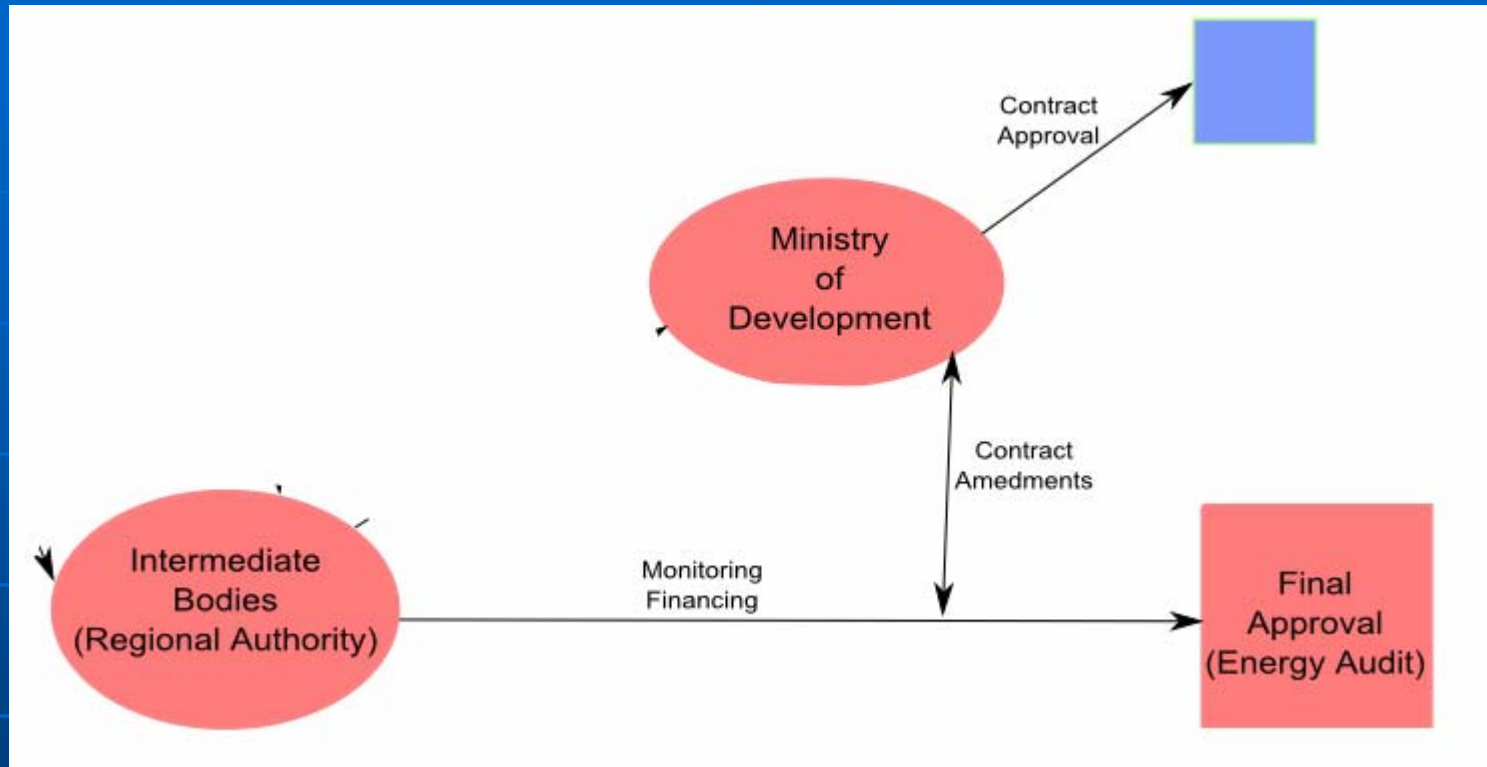 Contract
Approval
Ministry
of
Development
Contract
Amedments
Intermediate
Bodies
(Regional Authority)
Monitoring
Financing
Final
Approval
(Energy Audit)